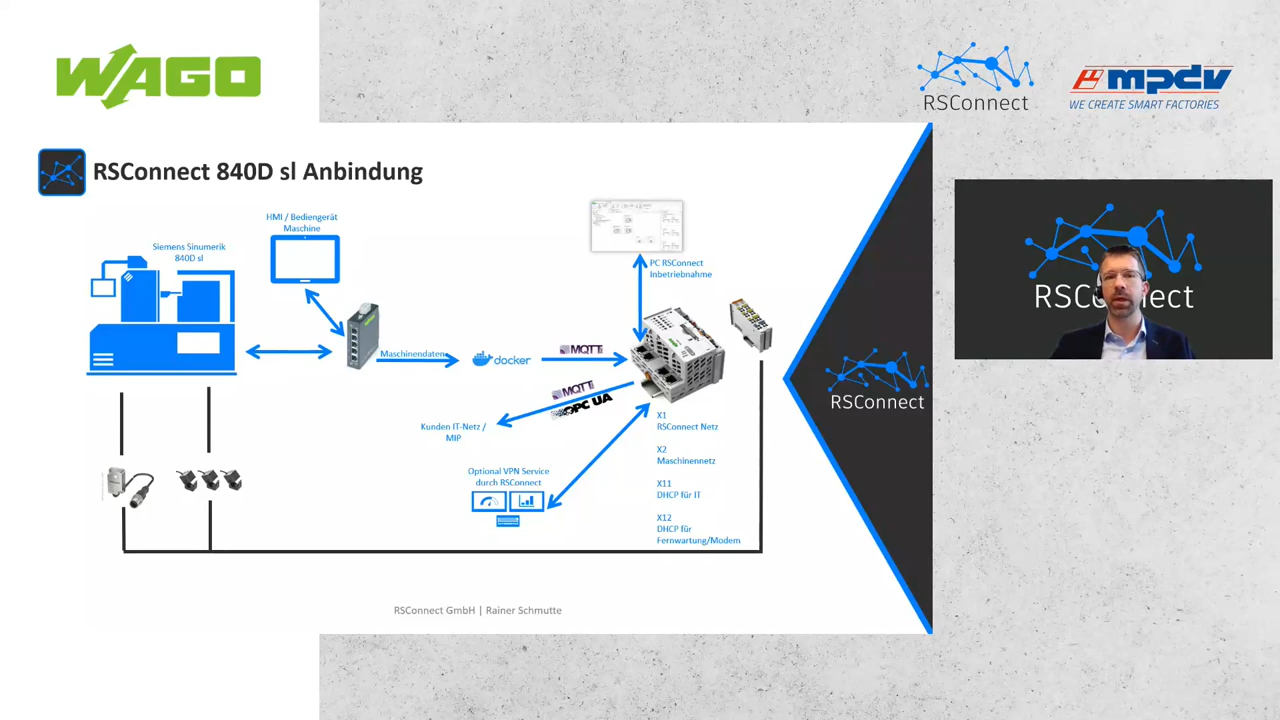 WAGO
RSConnect
mpdv
WE CREATE SMART FACTORIES
RSConnect 840D sl Anbindung
HMI / Bediengerät
Maschine
Siemens Sinumerik
840D sl
PC RSConnect
Inbetriebnahme
Maschinendaten
docker
MQTT
MQTT
OPC UA
Kunden IT-Netz /
MIP
Optional VPN Service
durch RSConnect
X1
RSConnect Netz
X2
Maschinennetz
X11
DHCP für IT
X12
DHCP für
Fernwartung/Modem
RSConnect
RSConnect GmbH | Rainer Schmutte